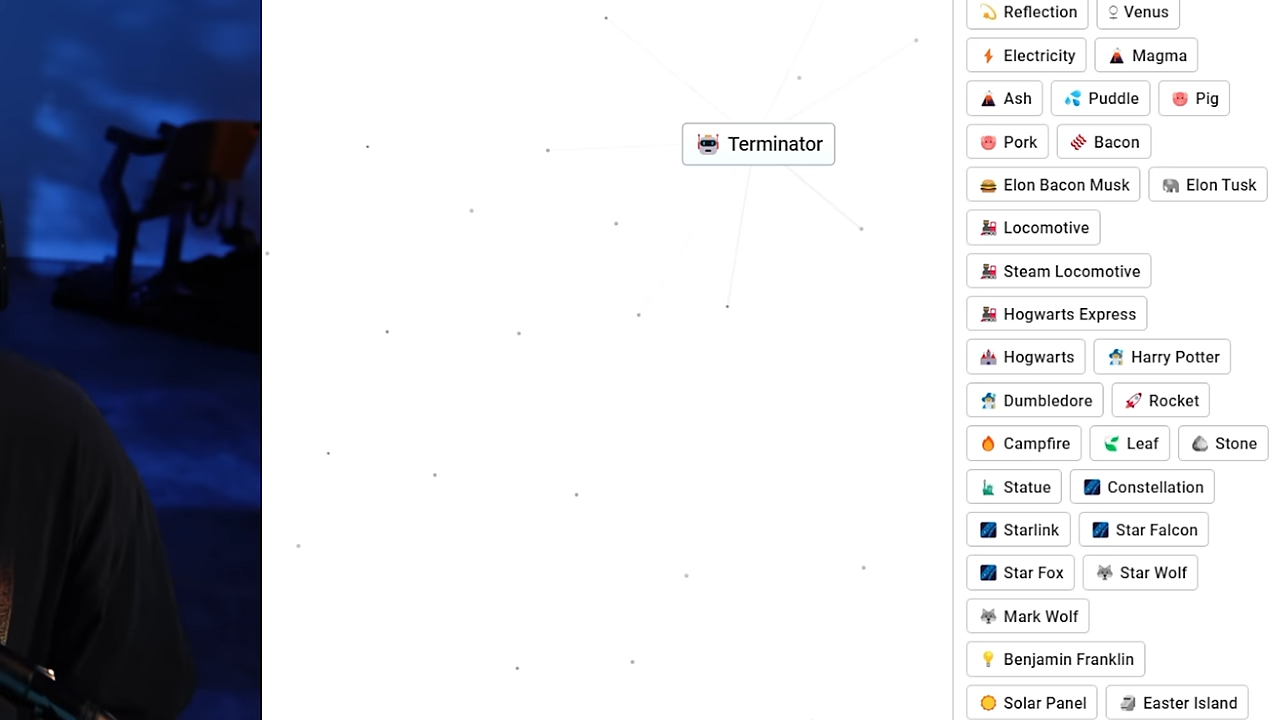 Reflection Venus
Electricity Magma
Terminator
Ash Puddle Pig
Pork Bacon
Elon Bacon Musk Elon Tusk
Locomotive
Steam Locomotive
Hogwarts Express
Hogwarts Harry Potter
Dumbledore Rocket
Campfire Leaf Stone
Statue Constellation
Starlink Star Falcon
Star Fox Star Wolf
Mark Wolf
Benjamin Franklin
Solar Panel Easter Island